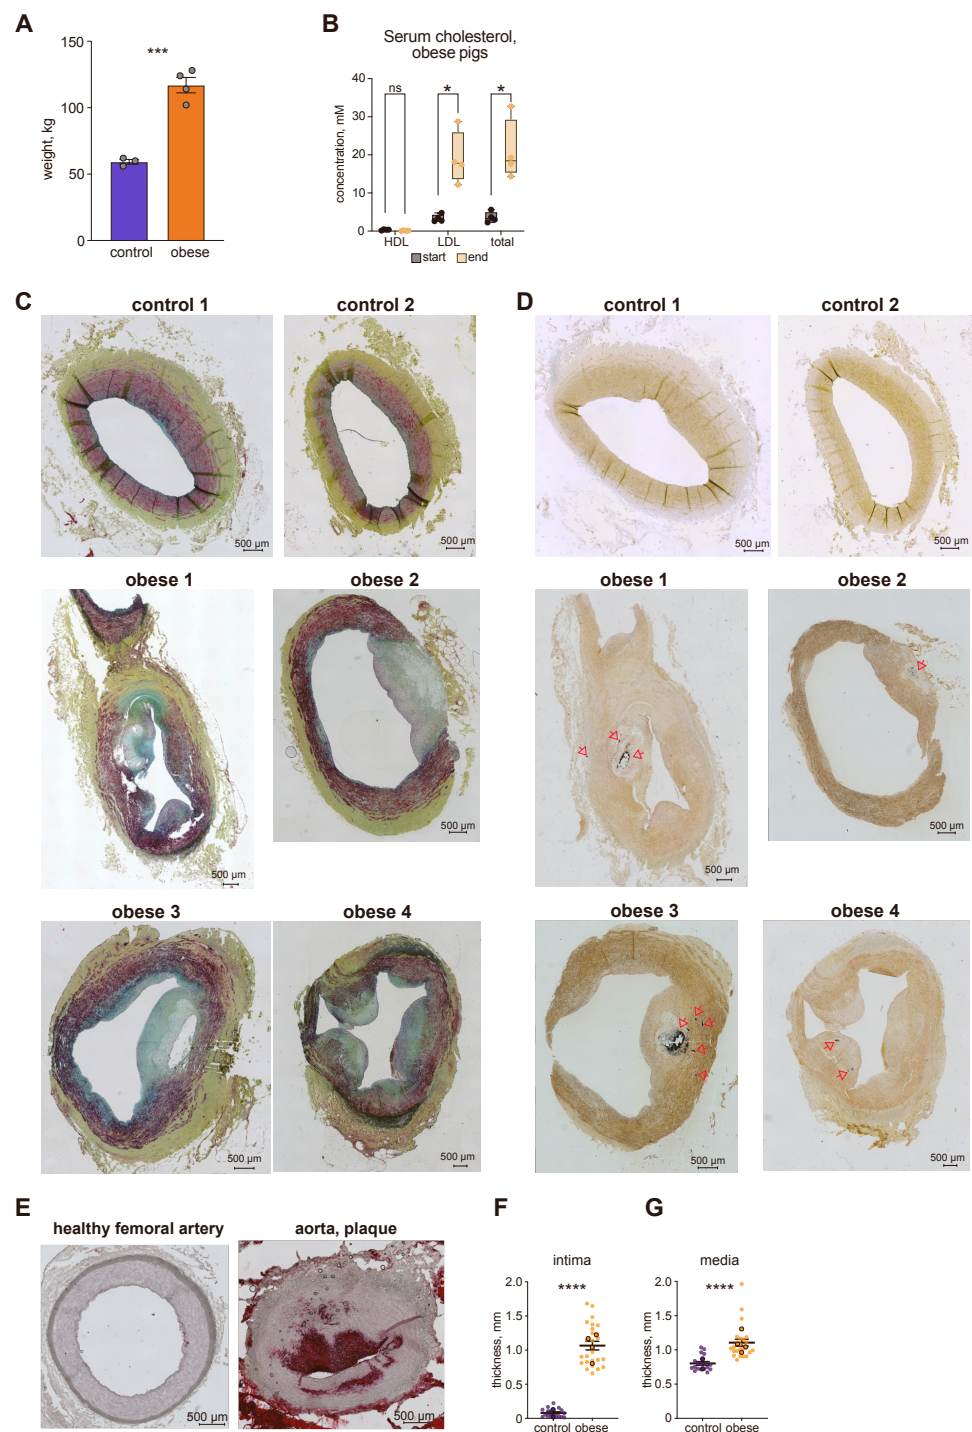 A
150
100
50
0
weight, kg
***
control
obese
B
Serum cholesterol,
obese pigs
40
30
20
10
0
concentration, mM
ns
*
*
HDL
LDL
total
start
end
C
control 1
control 2
500 µm
500 µm
obese 1
obese 2
500 µm
500 µm
obese 3
obese 4
500 µm
500 µm
D
control 1
control 2
500 µm
500 µm
obese 1
obese 2
500 µm
500 µm
obese 3
obese 4
500 µm
500 µm
E
healthy femoral artery
aorta, plaque
500 µm
500 µm
F
intima
****
2.0
1.5
1.0
0.5
0
thickness, mm
control obese
G
media
****
2.0
1.5
1.0
0.5
0
thickness, mm
control obese